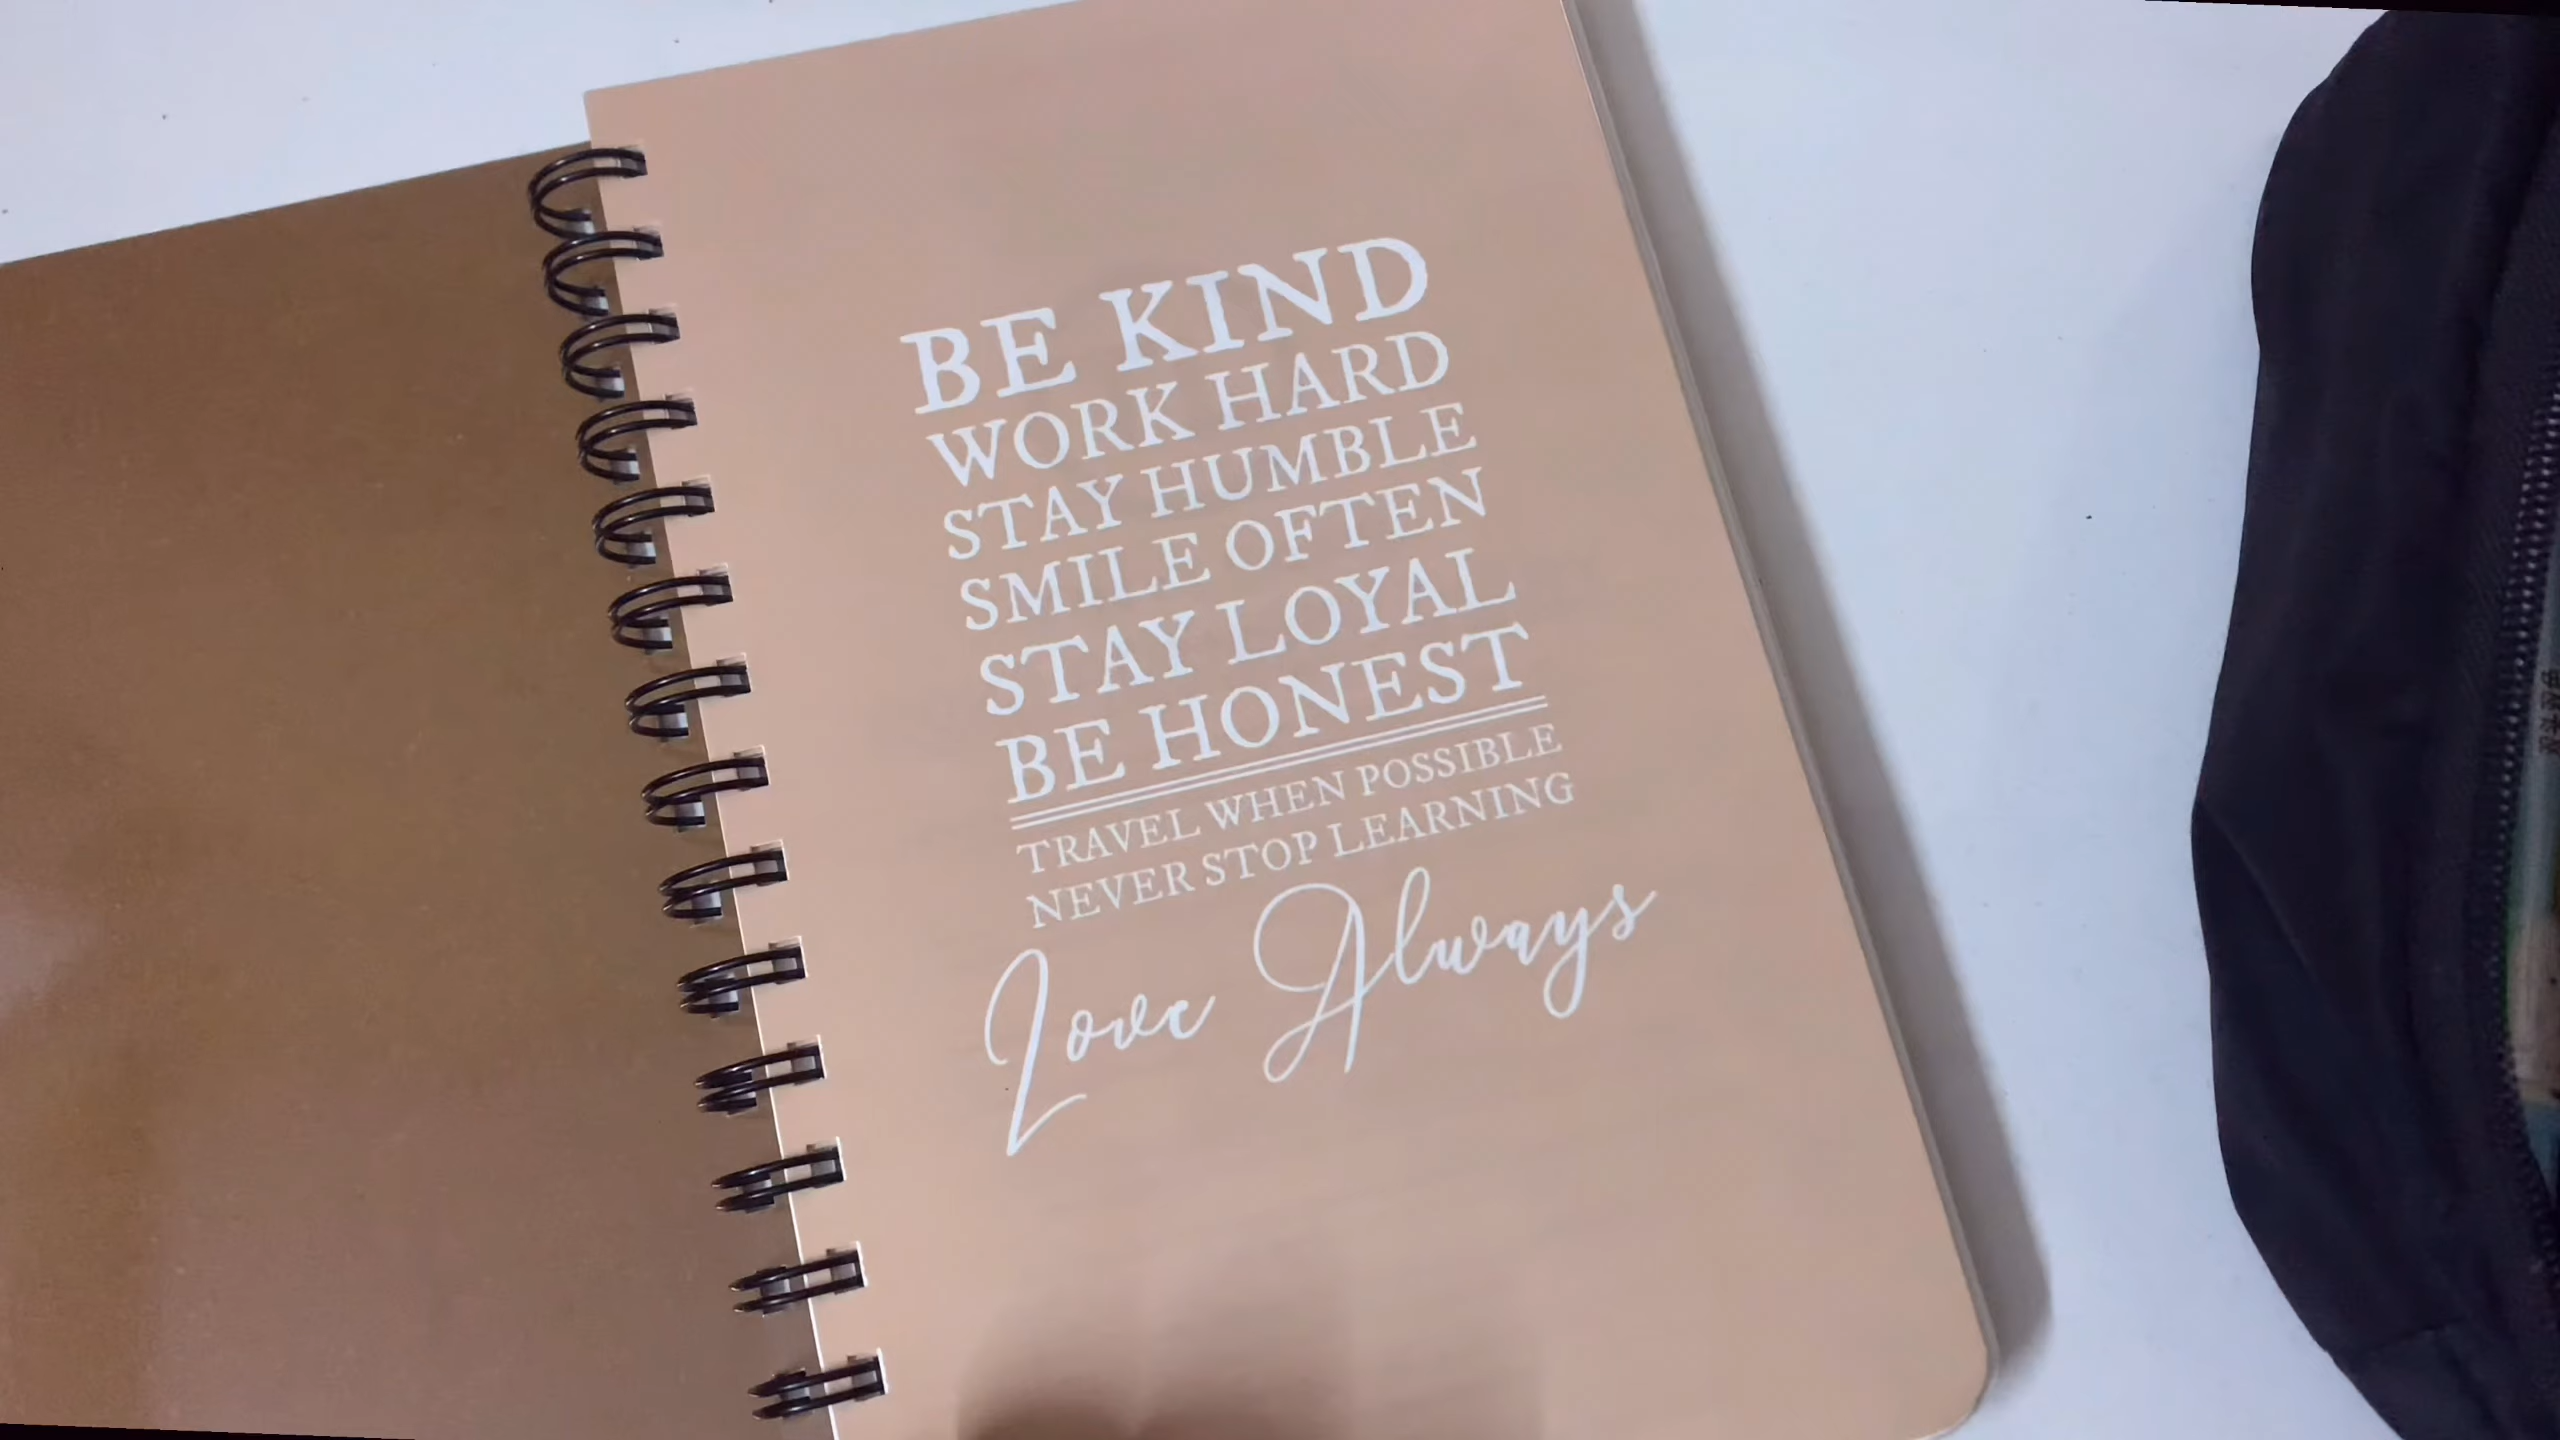 BE KIND
WORK HARD
STAY HUMBLE
SMILE OFTEN
STAY LOYAL
BE HONEST
TRAVEL WHEN POSSIBLE
NEVER STOP LEARNING
Love Always